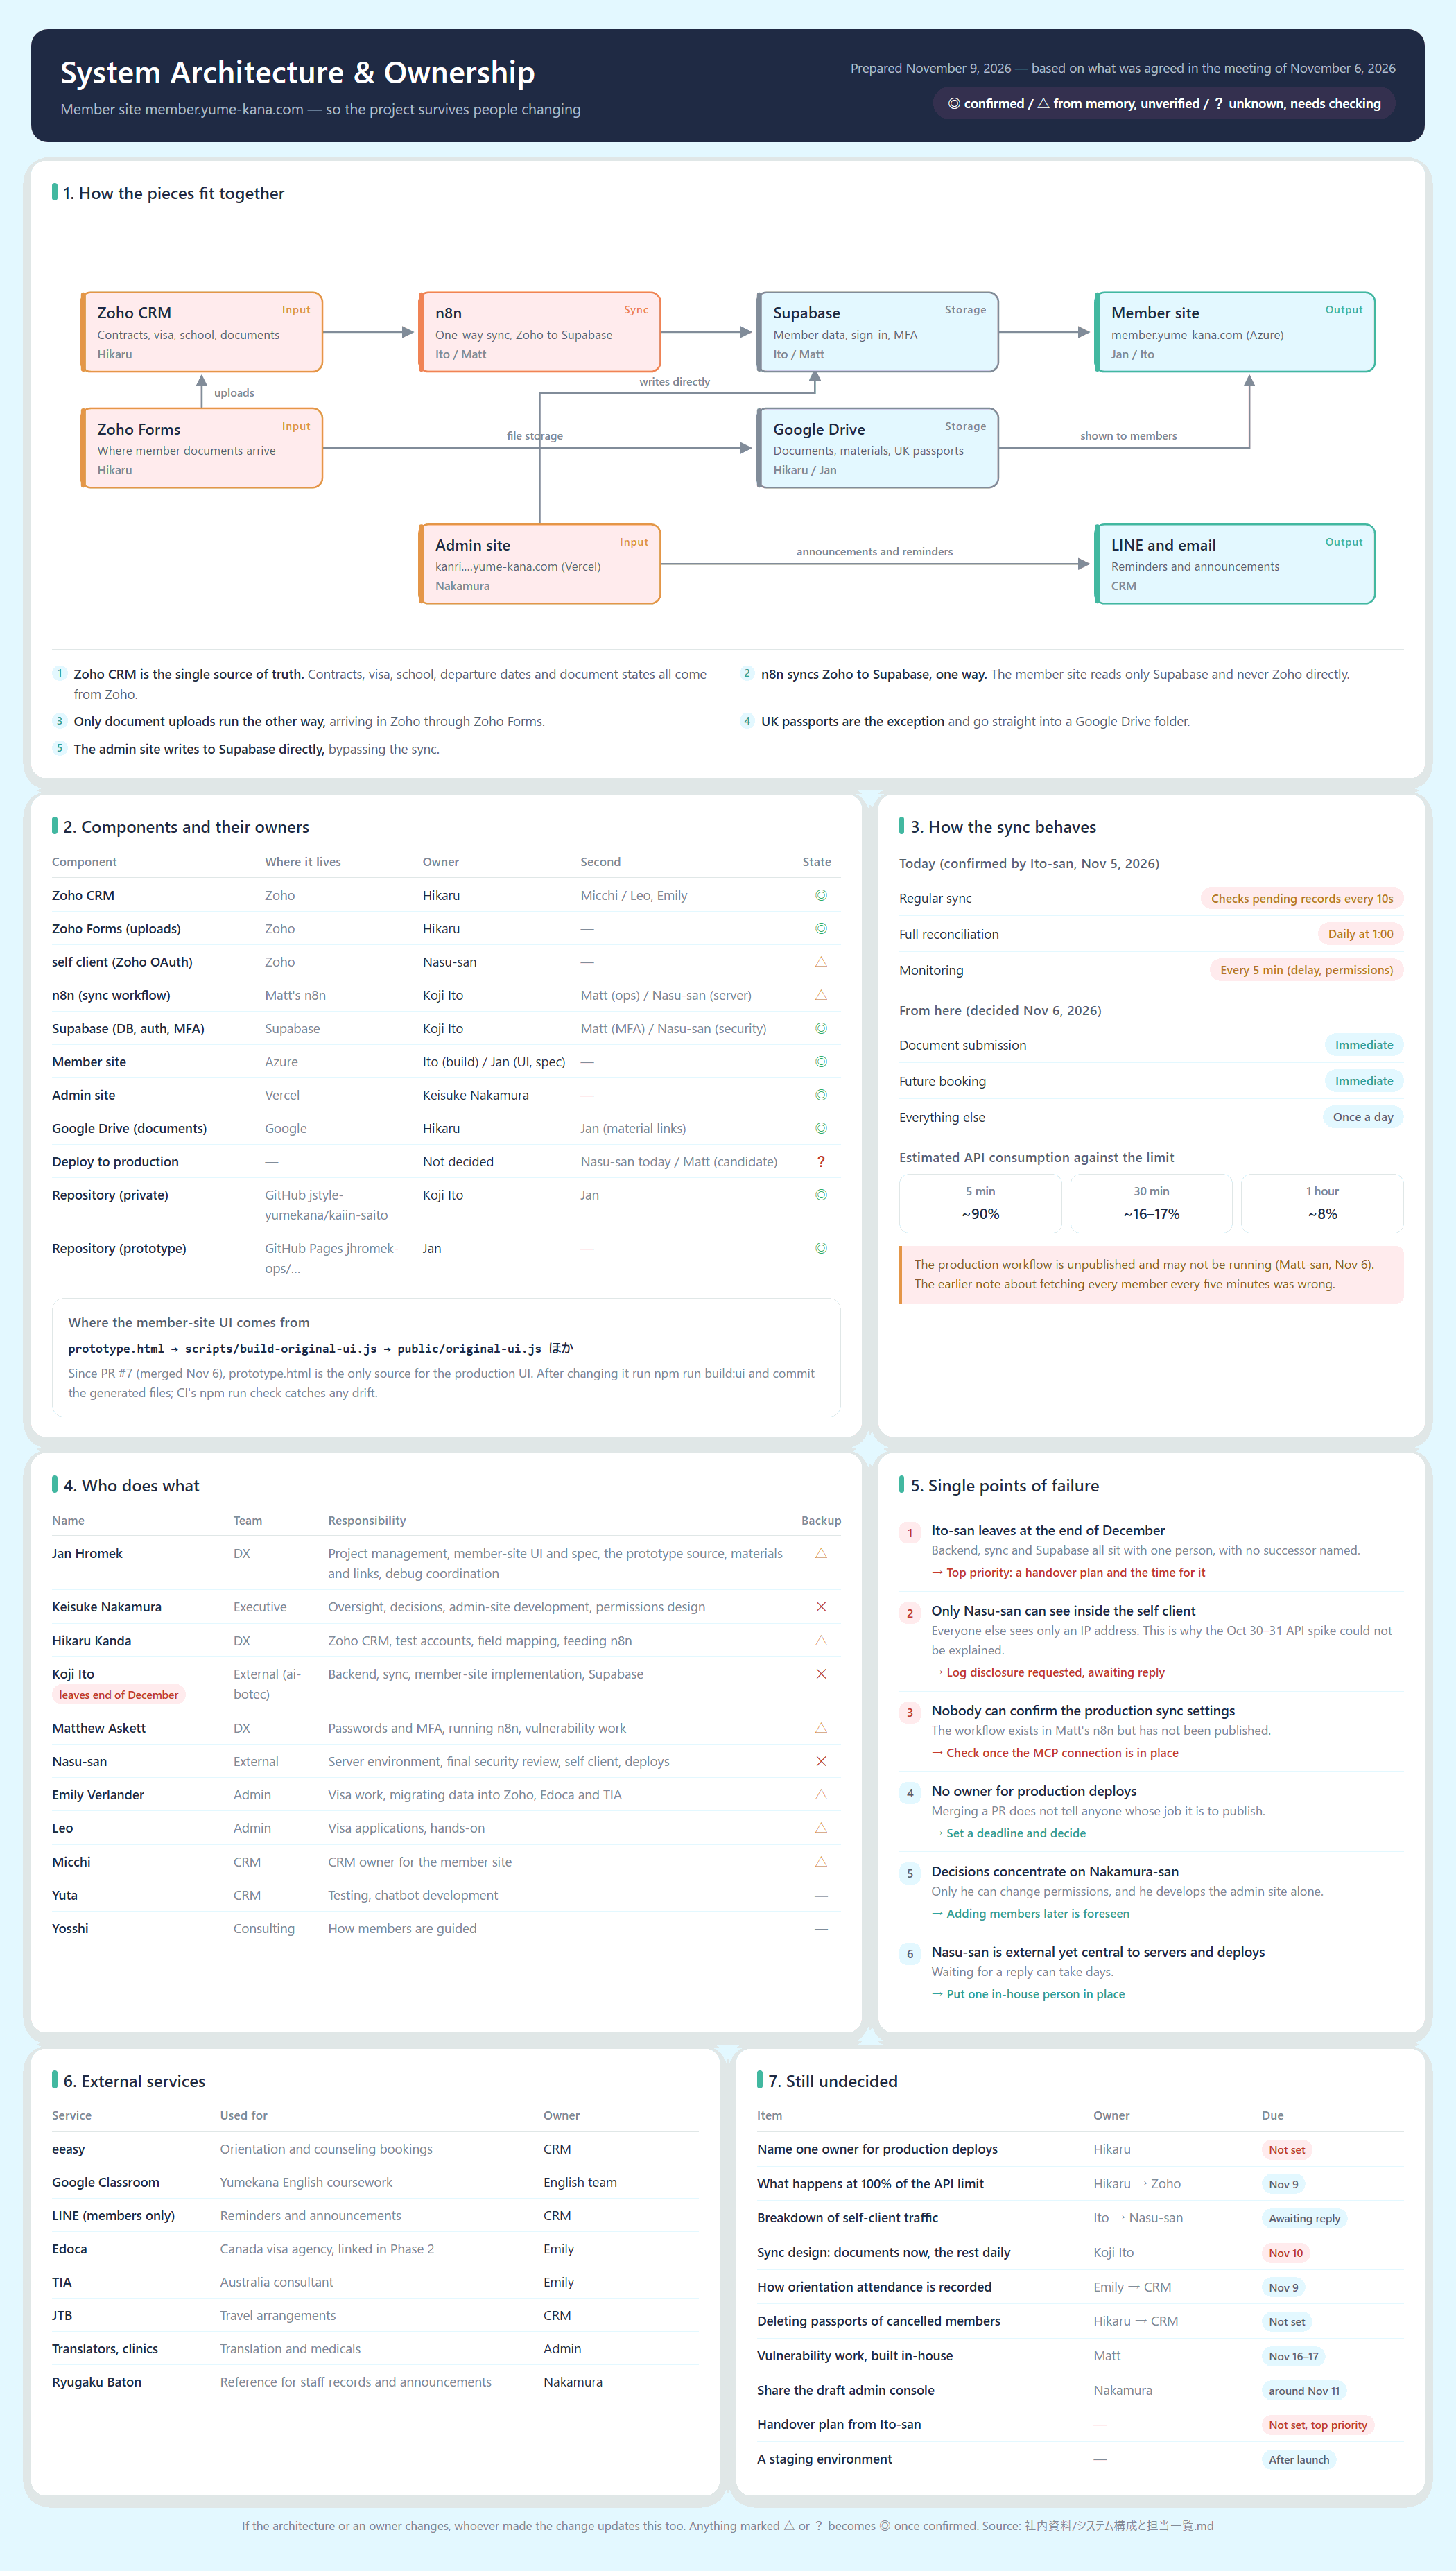 System Architecture & Ownership
Member site member.yume-kana.com — so the project survives people changing
Prepared November 9, 2026 — based on what was agreed in the meeting of November 6, 2026
◎ confirmed / △ from memory, unverified / ? unknown, needs checking
1. How the pieces fit together
Zoho CRM Input
Contracts, visa, school, documents
Hikaru
n8n Sync
One-way sync, Zoho to Supabase
Ito / Matt
Supabase Storage
Member data, sign-in, MFA
Ito / Matt
Member site Output
member.yume-kana.com (Azure)
Jan / Ito
uploads
writes directly
Zoho Forms Input
Where member documents arrive
Hikaru
file storage
Google Drive Storage
Documents, materials, UK passports
Hikaru / Jan
shown to members
Admin site Input
kanri....yume-kana.com (Vercel)
Nakamura
announcements and reminders
LINE and email Output
Reminders and announcements
CRM
1 Zoho CRM is the single source of truth. Contracts, visa, school, departure dates and document states all come
from Zoho.
2 n8n syncs Zoho to Supabase, one way. The member site reads only Supabase and never Zoho directly.
3 Only document uploads run the other way, arriving in Zoho through Zoho Forms.
4 UK passports are the exception and go straight into a Google Drive folder.
5 The admin site writes to Supabase directly, bypassing the sync.
2. Components and their owners
Component Where it lives Owner Second State
Zoho CRM Zoho Hikaru Micchi / Leo, Emily ◎
Zoho Forms (uploads) Zoho Hikaru — ◎
self client (Zoho OAuth) Zoho Nasu-san — △
n8n (sync workflow) Matt's n8n Koji Ito Matt (ops) / Nasu-san (server) △
Supabase (DB, auth, MFA) Supabase Koji Ito Matt (MFA) / Nasu-san (security) ◎
Member site Azure Ito (build) / Jan (UI, spec) — ◎
Admin site Vercel Keisuke Nakamura — ◎
Google Drive (documents) Google Hikaru Jan (material links) ◎
Deploy to production — Not decided Nasu-san today / Matt (candidate) ?
Repository (private) GitHub jstyle- Koji Ito Jan ◎
yumekana/kaiin-saito
Repository (prototype) GitHub Pages jhromek- Jan — ◎
ops/...
Where the member-site UI comes from
prototype.html → scripts/build-original-ui.js → public/original-ui.js ほか
Since PR #7 (merged Nov 6), prototype.html is the only source for the production UI. After changing it run npm run build:ui and commit
the generated files; CI's npm run check catches any drift.
3. How the sync behaves
Today (confirmed by Ito-san, Nov 5, 2026)
Regular sync Checks pending records every 10s
Full reconciliation Daily at 1:00
Monitoring Every 5 min (delay, permissions)
From here (decided Nov 6, 2026)
Document submission Immediate
Future booking Immediate
Everything else Once a day
Estimated API consumption against the limit
5 min 30 min 1 hour
~90% ~16–17% ~8%
The production workflow is unpublished and may not be running (Matt-san, Nov 6).
The earlier note about fetching every member every five minutes was wrong.
4. Who does what
Name Team Responsibility Backup
Jan Hromek DX Project management, member-site UI and spec, the prototype source, materials △
and links, debug coordination
Keisuke Nakamura Executive Oversight, decisions, admin-site development, permissions design ×
Hikaru Kanda DX Zoho CRM, test accounts, field mapping, feeding n8n △
Koji Ito External (ai- Backend, sync, member-site implementation, Supabase ×
leaves end of December botec)
Matthew Askett DX Passwords and MFA, running n8n, vulnerability work △
Nasu-san External Server environment, final security review, self client, deploys ×
Emily Verlander Admin Visa work, migrating data into Zoho, Edoca and TIA △
Leo Admin Visa applications, hands-on △
Micchi CRM CRM owner for the member site △
Yuta CRM Testing, chatbot development —
Yosshi Consulting How members are guided —
5. Single points of failure
1 Ito-san leaves at the end of December
Backend, sync and Supabase all sit with one person, with no successor named.
→ Top priority: a handover plan and the time for it
2 Only Nasu-san can see inside the self client
Everyone else sees only an IP address. This is why the Oct 30–31 API spike could not
be explained.
→ Log disclosure requested, awaiting reply
3 Nobody can confirm the production sync settings
The workflow exists in Matt's n8n but has not been published.
→ Check once the MCP connection is in place
4 No owner for production deploys
Merging a PR does not tell anyone whose job it is to publish.
→ Set a deadline and decide
5 Decisions concentrate on Nakamura-san
Only he can change permissions, and he develops the admin site alone.
→ Adding members later is foreseen
6 Nasu-san is external yet central to servers and deploys
Waiting for a reply can take days.
→ Put one in-house person in place
6. External services
Service Used for Owner
eeasy Orientation and counseling bookings CRM
Google Classroom Yumekana English coursework English team
LINE (members only) Reminders and announcements CRM
Edoca Canada visa agency, linked in Phase 2 Emily
TIA Australia consultant Emily
JTB Travel arrangements CRM
Translators, clinics Translation and medicals Admin
Ryugaku Baton Reference for staff records and announcements Nakamura
7. Still undecided
Item Owner Due
Name one owner for production deploys Hikaru Not set
What happens at 100% of the API limit Hikaru → Zoho Nov 9
Breakdown of self-client traffic Ito → Nasu-san Awaiting reply
Sync design: documents now, the rest daily Koji Ito Nov 10
How orientation attendance is recorded Emily → CRM Nov 9
Deleting passports of cancelled members Hikaru → CRM Not set
Vulnerability work, built in-house Matt Nov 16–17
Share the draft admin console Nakamura around Nov 11
Handover plan from Ito-san — Not set, top priority
A staging environment — After launch
If the architecture or an owner changes, whoever made the change updates this too. Anything marked △ or ? becomes ◎ once confirmed. Source: 社内資料/システム構成と担当一覧.md